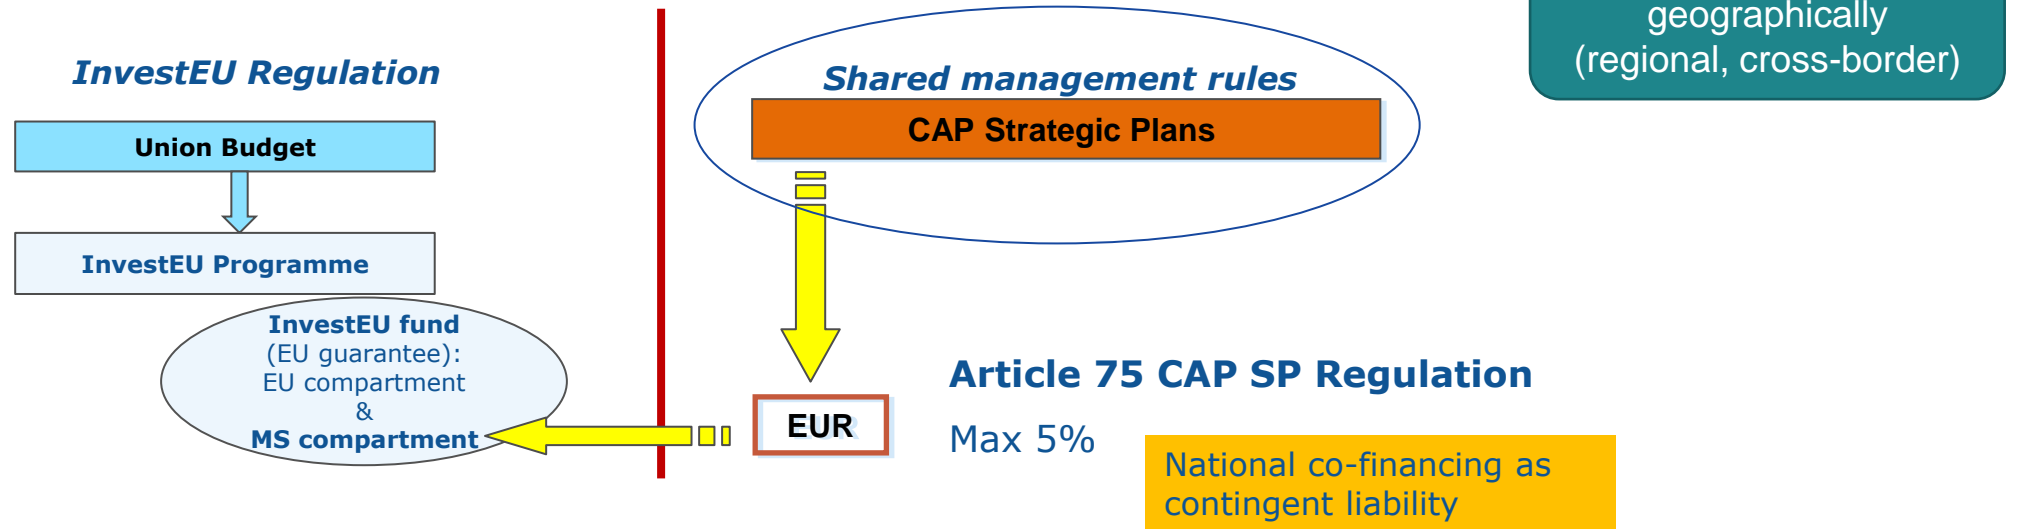 geographically
(regional, cross-border)
InvestEU Regulation
Union Budget
InvestEU Programme
InvestEU fund
(EU guarantee):
EU compartment
&
MS compartment
Shared management rules
CAP Strategic Plans
EUR
Article 75 CAP SP Regulation
Max 5%
National co-financing as
contingent liability